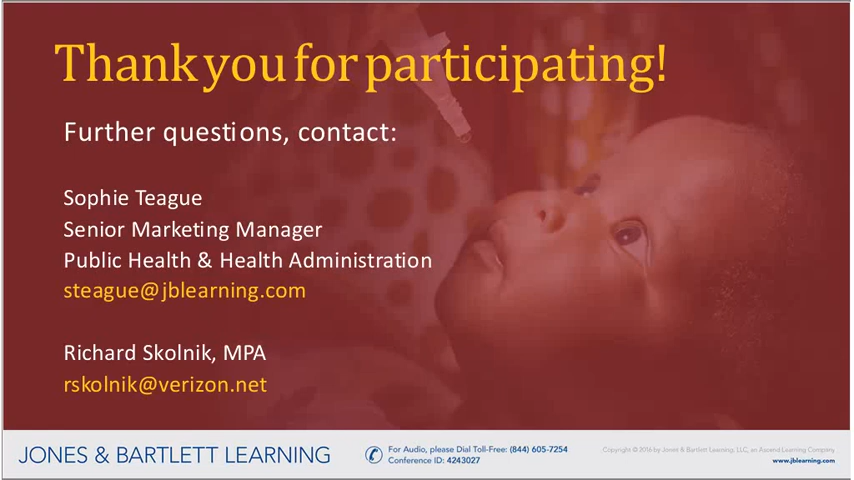 Thank you for participating!
Further questions, contact:
Sophie Teague
Senior Marketing Manager
Public Health & Health Administration
steague@jblearning.com
Richard Skolnik, MPA
rskolnik@verizon.net
JONES & BARTLETT LEARNING
For Audio, please Dial Toll-Free: (844) 605-7254
Conference ID: 4243027
Copyright © 2016 by Jones & Bartlett Learning, LLC, an Ascend Learning Company
www.jblearning.com